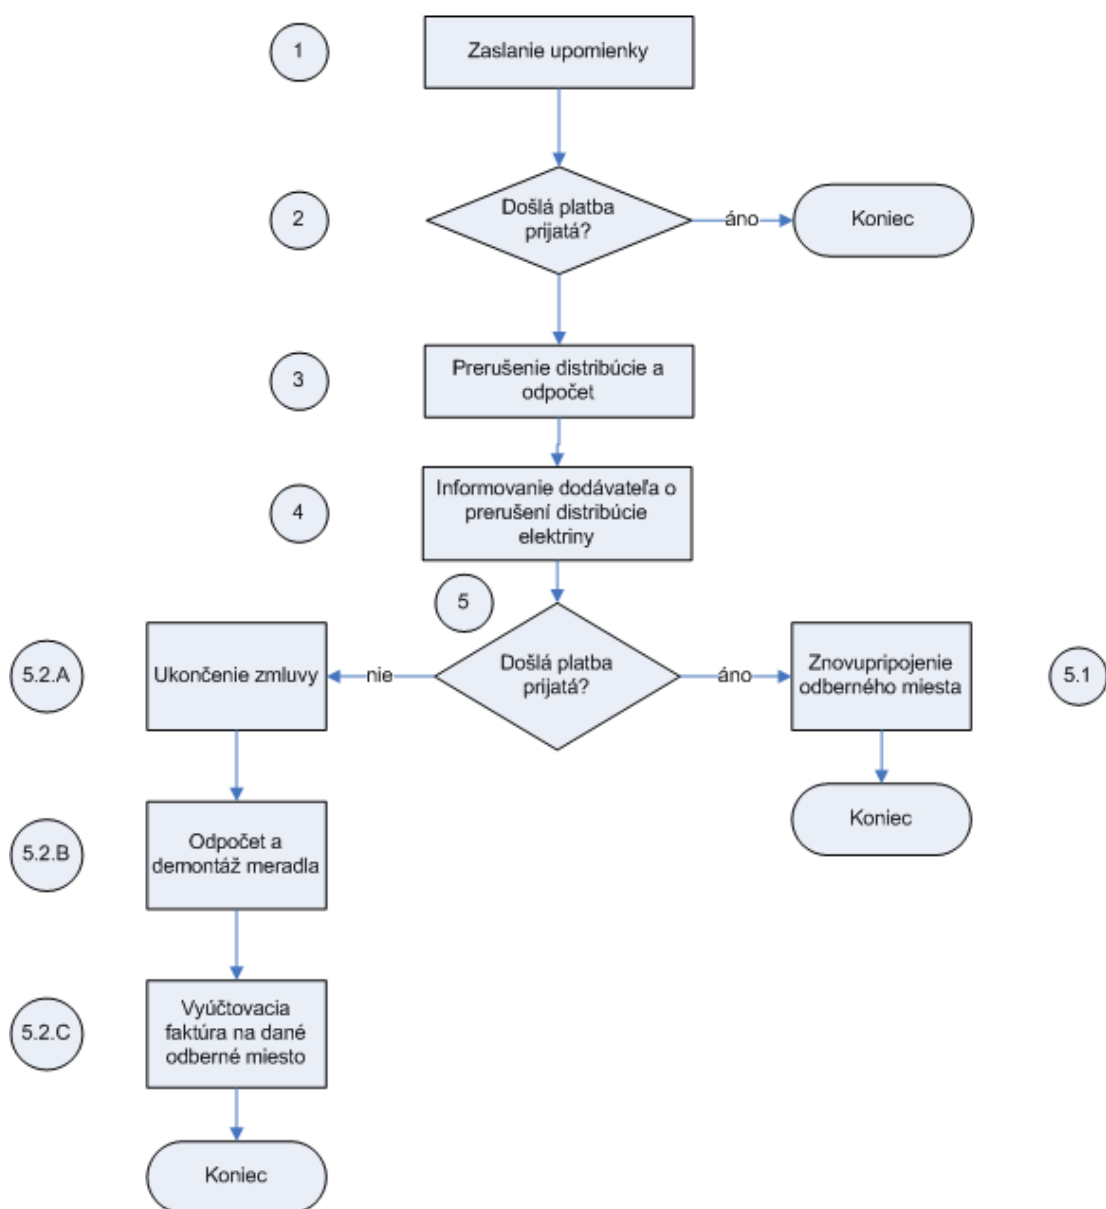 1
Zaslanie upomienky
2
Došlá platba
prijatá?
áno
Koniec
3
Prerušenie distribúcie a
odpočet
4
Informovanie dodávateľa o
prerušení distribúcie
elektriny
5
5.2.A
Ukončenie zmluvy
nie
Došlá platba
prijatá?
áno
Znovupripojenie
odberného miesta
5.1
Koniec
5.2.B
Odpočet a
demontáž meradla
5.2.C
Vyúčtovacia
faktúra na dané
odberné miesto
Koniec